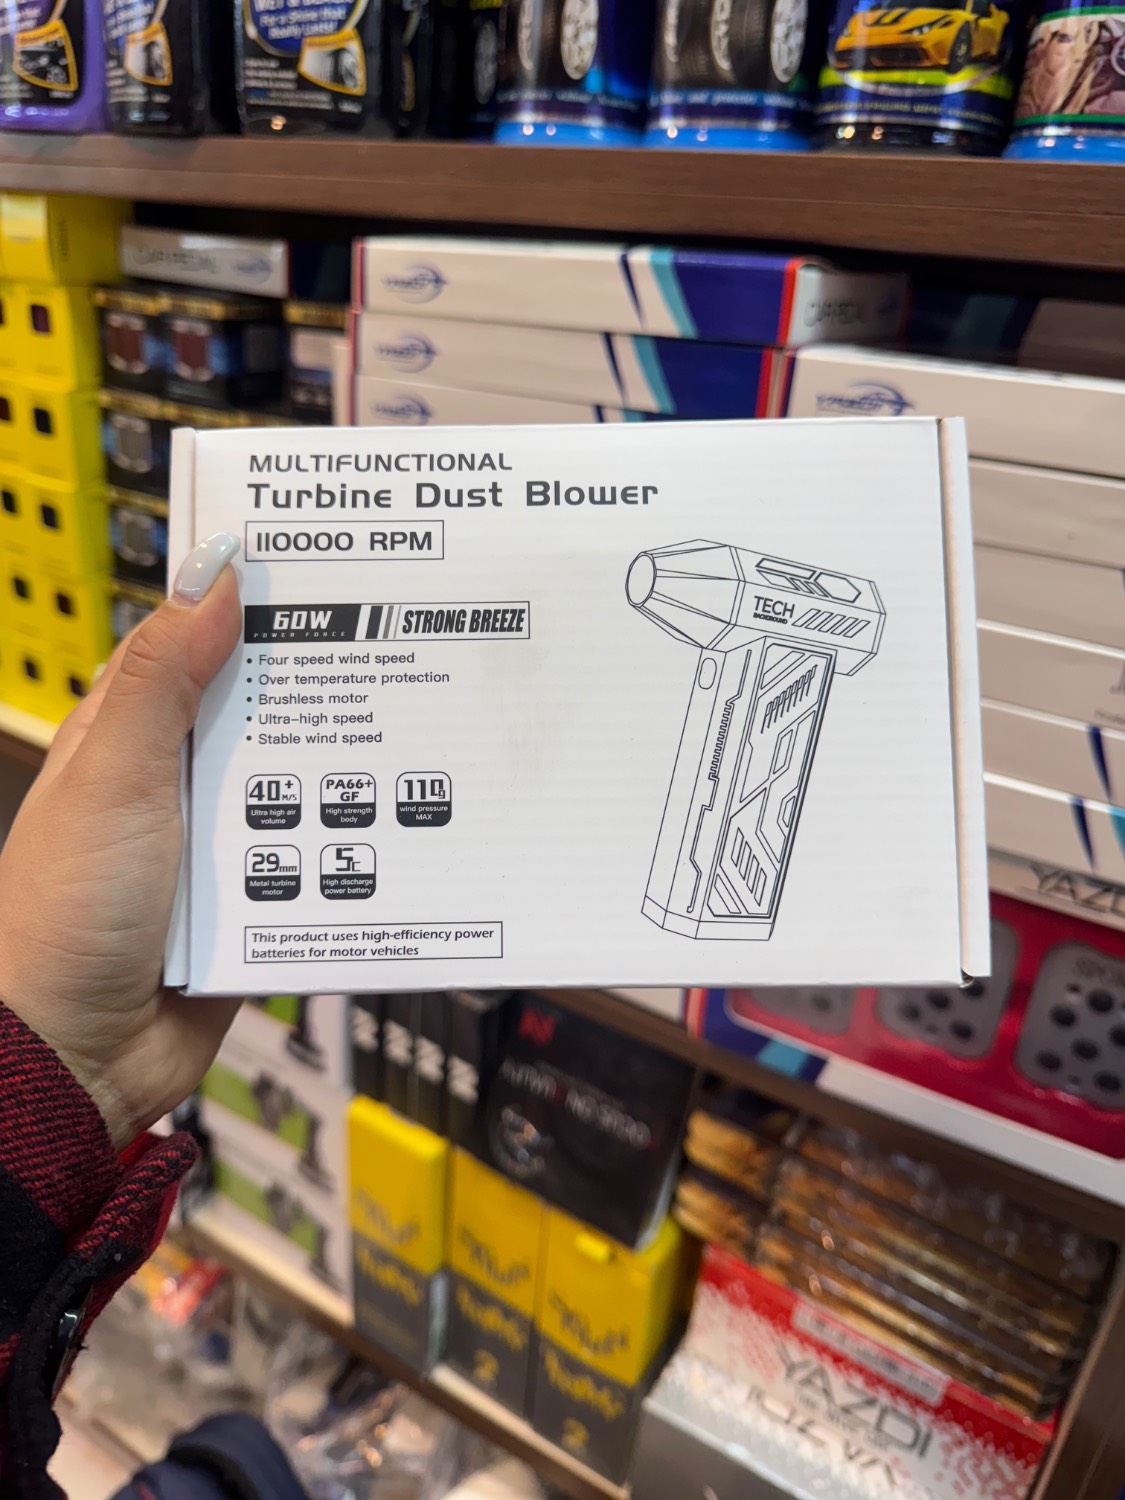 MULTIFUNCTIONAL
Turbine Dust Blower
110000 RPM
60W
POWER FORCE
STRONG BREEZE
• Four speed wind speed
• Over temperature protection
• Brushless motor
• Ultra-high speed
• Stable wind speed
40+ M/S
Ultra high air
volume
PA66+
GF
High strength
body
110g
wind pressure
MAX
29mm
Metal turbine
motor
5C
High discharge
power battery
This product uses high-efficiency power
batteries for motor vehicles
TECH
BACKGROUND
YAZDI